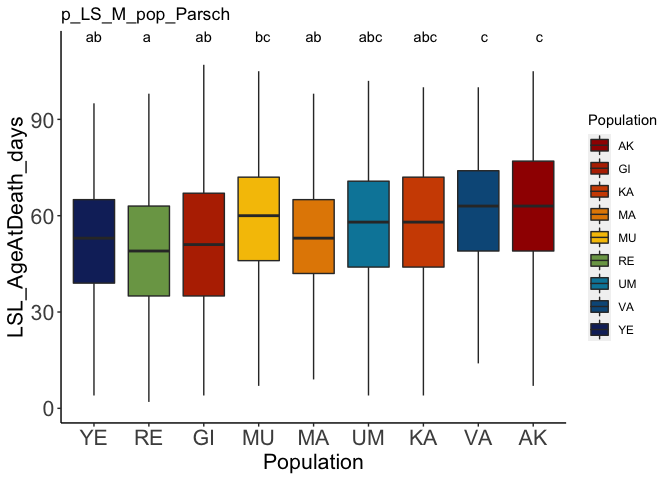 p_LS_M_pop_Parsch
ab a ab bc ab abc abc c c
LSL_AgeAtDeath_days
90
60
30
0
YE RE GI MU MA UM KA VA AK
Population
Population
AK
GI
KA
MA
MU
RE
UM
VA
YE